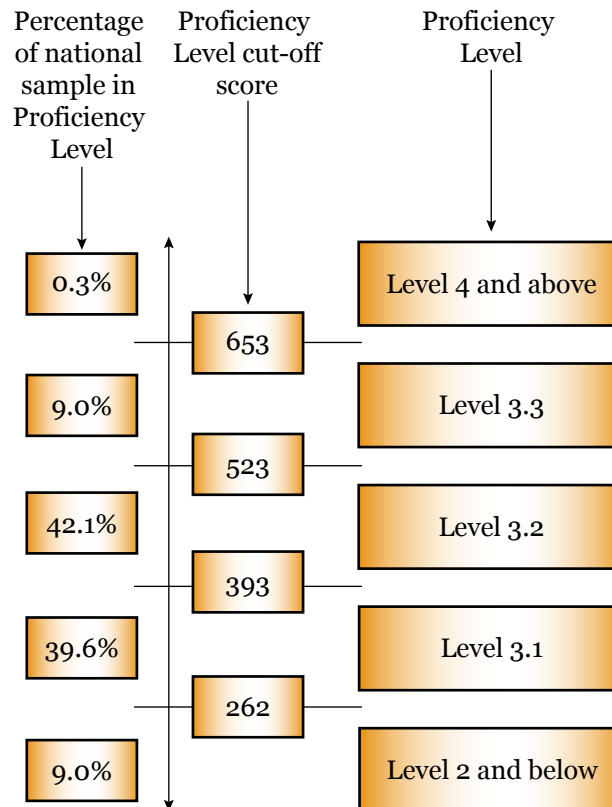 Percentage
of national
sample in
Proficiency
Level
Proficiency
Level cut-off
score
Proficiency
Level
0.3%
Level 4 and above
653
9.0%
Level 3.3
523
42.1%
Level 3.2
393
39.6%
Level 3.1
262
9.0%
Level 2 and below